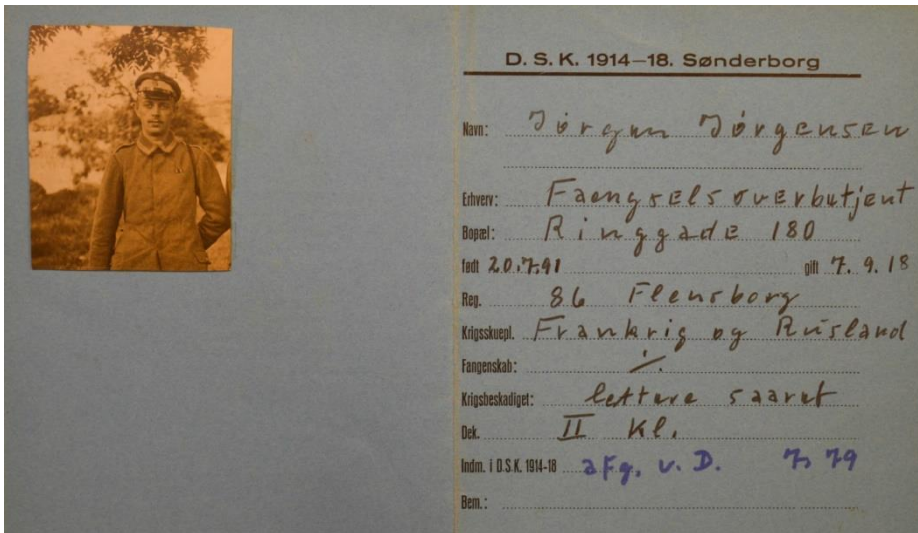 D. S. K. 1914–18. Sønderborg
Navn: Jørgen Jørgensen
Erhverv: Faengselsoverbetjent
Bopæl: Ringgade 180
født 20.7.91 gift 7. 9. 18
Reg. 86 Flensborg
Krigsskuepl. Frankrig og Rusland
Fangenskab: ./.
Krigsbeskadiget: lettere saaret
Dek. II Kl.
Indm. i D.S.K. 1914-18 afg. v. D. 7. 79
Bem.: